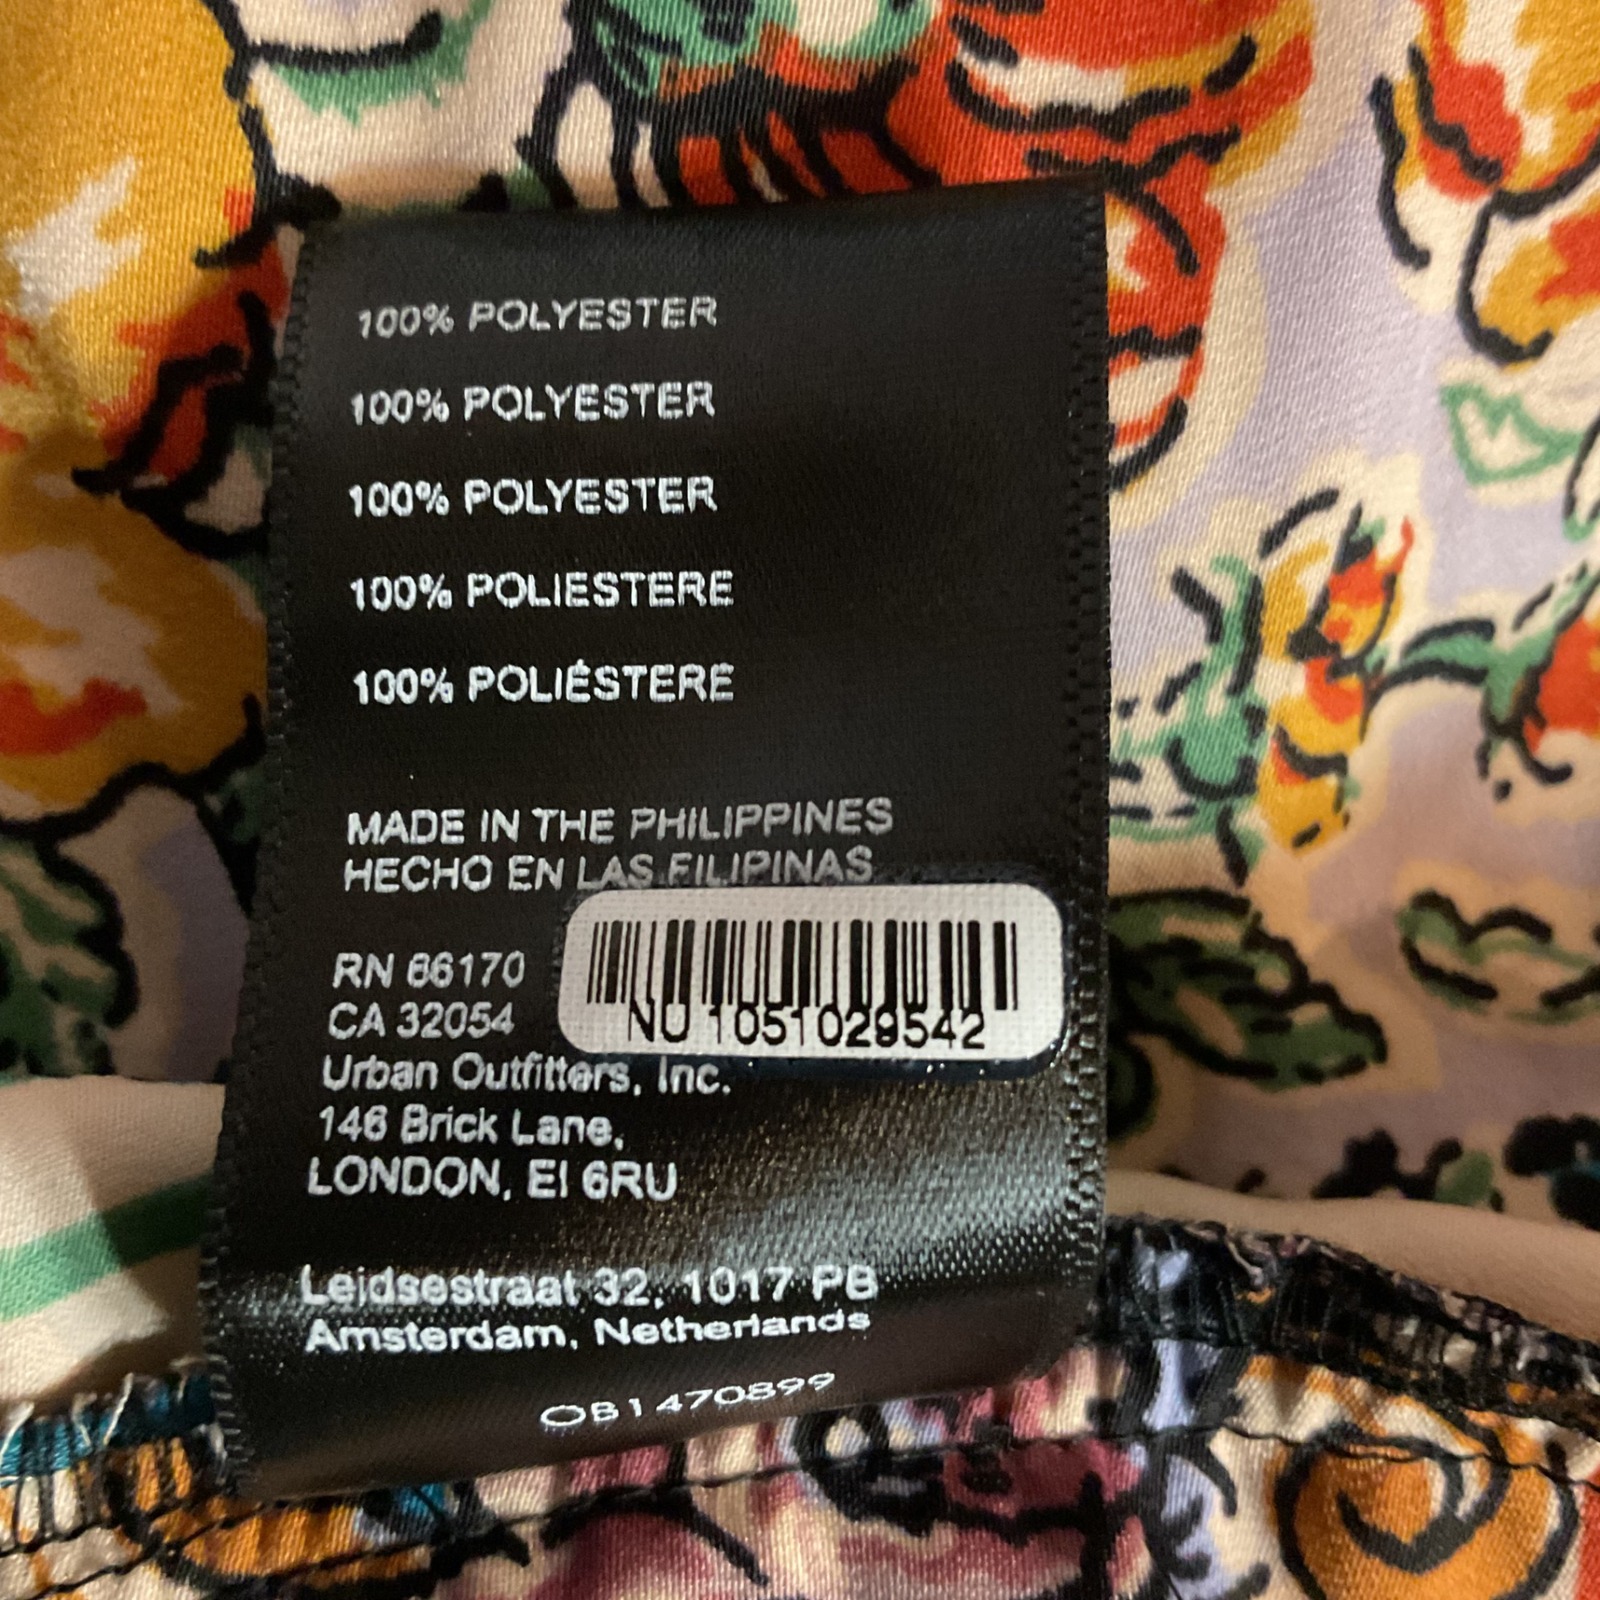 100% POLYESTER
100% POLYESTER
100% POLYESTER
100% POLIESTERE
100% POLIÉSTERE
MADE IN THE PHILIPPINES
HECHO EN LAS FILIPINAS
RN 66170
CA 32054
NU 1051029542
Urban Outfitters, Inc.
146 Brick Lane,
LONDON, EI 6RU
Leidsestraat 32, 1017 PB
Amsterdam, Netherlands
OB1470899